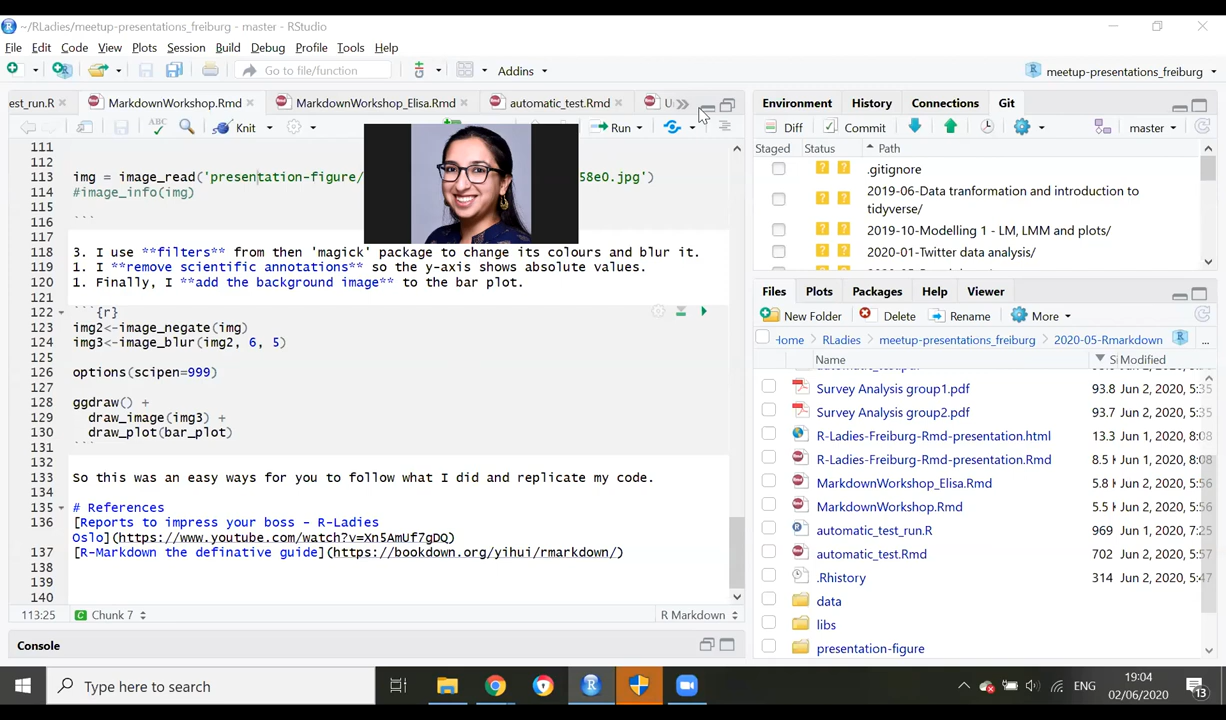 ~/RLadies/meetup-presentations_freiburg - master - RStudio
File Edit Code View Plots Session Build Debug Profile Tools Help
Go to file/function Addins meetup-presentations_freiburg
est_run.R MarkdownWorkshop.Rmd MarkdownWorkshop_Elisa.Rmd automatic_test.Rmd
Knit Run
111
112
113 img = image_read('presentation-figure/ 58e0.jpg')
114 #image_info(img)
115
116 ```
117
118 3. I use **filters** from then 'magick' package to change its colours and blur it.
119 1. I **remove scientific annotations** so the y-axis shows absolute values.
120 1. Finally, I **add the background image** to the bar plot.
121
122 ```{r}
123 img2<-image_negate(img)
124 img3<-image_blur(img2, 6, 5)
125
126 options(scipen=999)
127
128 ggdraw() +
129 draw_image(img3) +
130 draw_plot(bar_plot)
131 ```
132
133 So this was an easy ways for you to follow what I did and replicate my code.
134
135 # References
136 [Reports to impress your boss - R-Ladies
Oslo](https://www.youtube.com/watch?v=Xn5AmUf7gDQ)
137 [R-Markdown the definative guide](https://bookdown.org/yihui/rmarkdown/)
138
139
140
113:25 Chunk 7 R Markdown
Console
Environment History Connections Git
Diff Commit master
Staged Status Path
.gitignore
2019-06-Data tranformation and introduction to
tidyverse/
2019-10-Modelling 1 - LM, LMM and plots/
2020-01-Twitter data analysis/
Files Plots Packages Help Viewer
New Folder Delete Rename More
Home RLadies meetup-presentations_freiburg 2020-05-Rmarkdown ...
Name Modified
Survey Analysis group1.pdf 93.8 Jun 2, 2020, 5:35
Survey Analysis group2.pdf 93.7 Jun 2, 2020, 5:35
R-Ladies-Freiburg-Rmd-presentation.html 13.3 Jun 1, 2020, 8:08
R-Ladies-Freiburg-Rmd-presentation.Rmd 8.5 Jun 1, 2020, 8:08
MarkdownWorkshop_Elisa.Rmd 5.8 Jun 2, 2020, 5:56
MarkdownWorkshop.Rmd 5.5 Jun 2, 2020, 5:56
automatic_test_run.R 969 Jun 1, 2020, 7:25
automatic_test.Rmd 702 Jun 2, 2020, 5:57
.Rhistory 314 Jun 2, 2020, 5:47
data
libs
presentation-figure
Type here to search ENG 19:04
02/06/2020
13